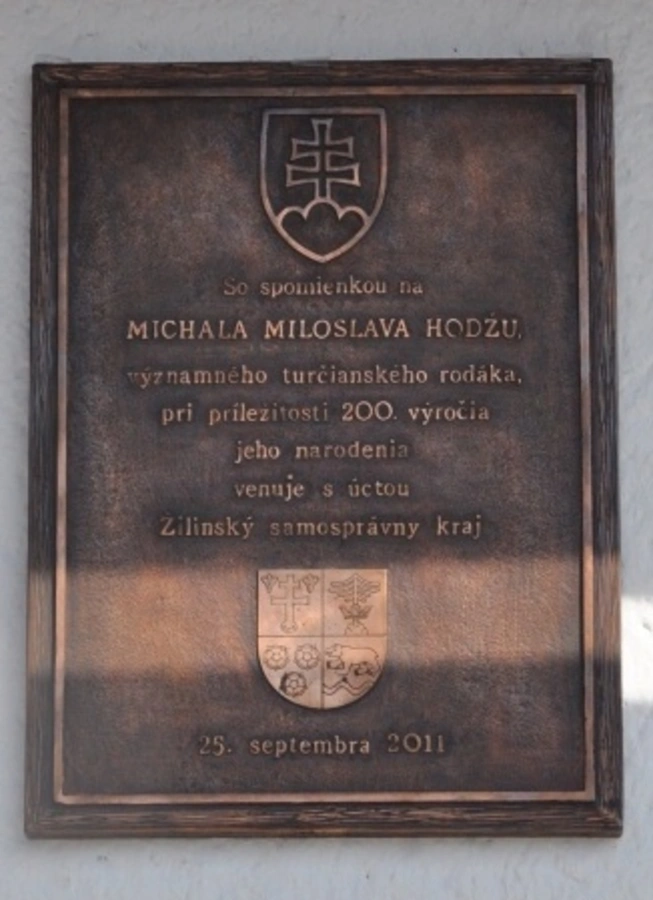 So spomienkou na
MICHALA MILOSLAVA HODŽU,
významného turčianského rodáka,
pri príležitosti 200. výročia
jeho narodenia
venuje s úctou
Žilinský samosprávny kraj
25. septembra 2011